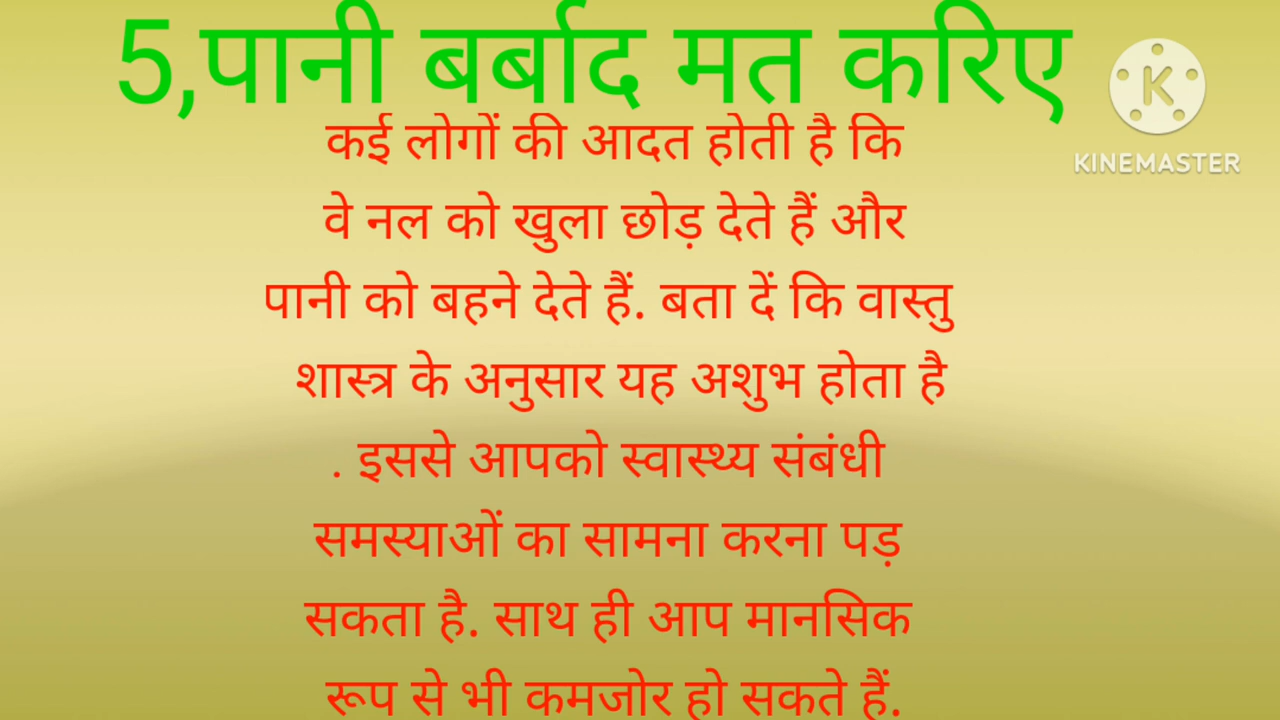 5,पानी बर्बाद मत करिए
कई लोगों की आदत होती है कि
वे नल को खुला छोड़ देते हैं और
पानी को बहने देते हैं. बता दें कि वास्तु
शास्त्र के अनुसार यह अशुभ होता है
. इससे आपको स्वास्थ्य संबंधी
समस्याओं का सामना करना पड़
सकता है. साथ ही आप मानसिक
रूप से भी कमजोर हो सकते हैं.
K
KINEMASTER